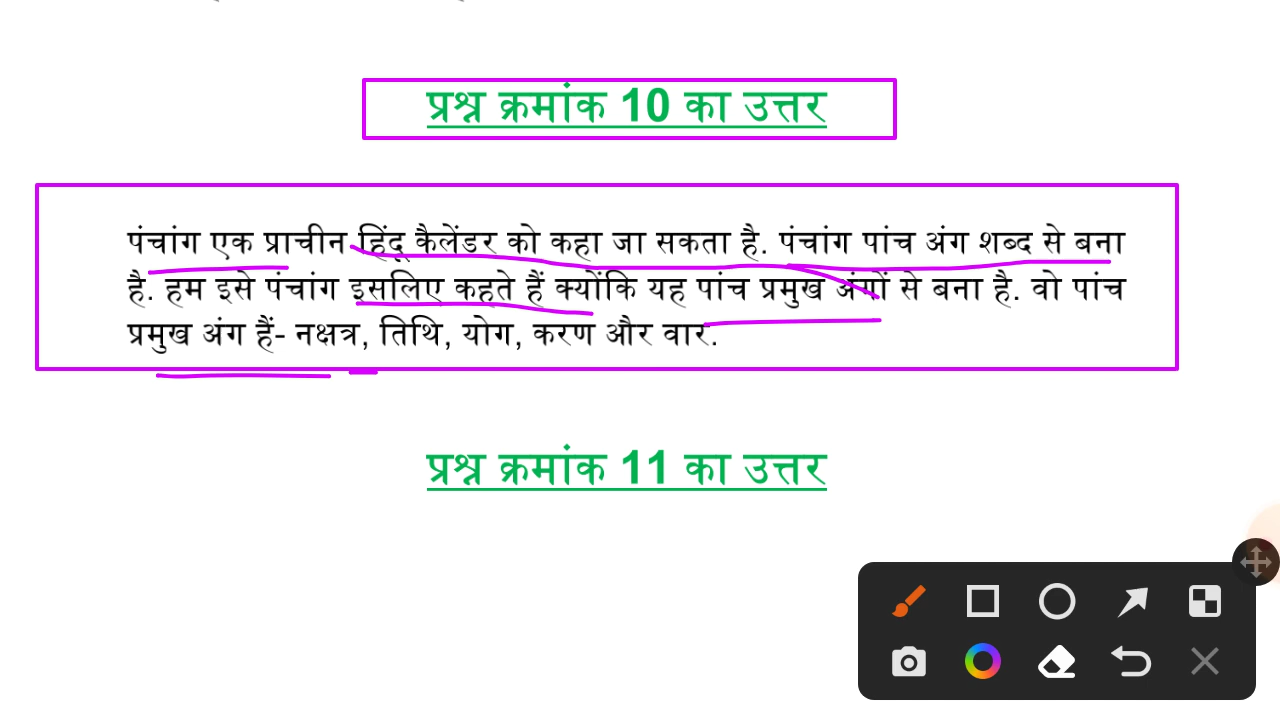 प्रश्न क्रमांक 10 का उत्तर
पंचांग एक प्राचीन हिंदू कैलेंडर को कहा जा सकता है. पंचांग पांच अंग शब्द से बना
है. हम इसे पंचांग इसलिए कहते हैं क्योंकि यह पांच प्रमुख अंगों से बना है. वो पांच
प्रमुख अंग हैं- नक्षत्र, तिथि, योग, करण और वार.
प्रश्न क्रमांक 11 का उत्तर